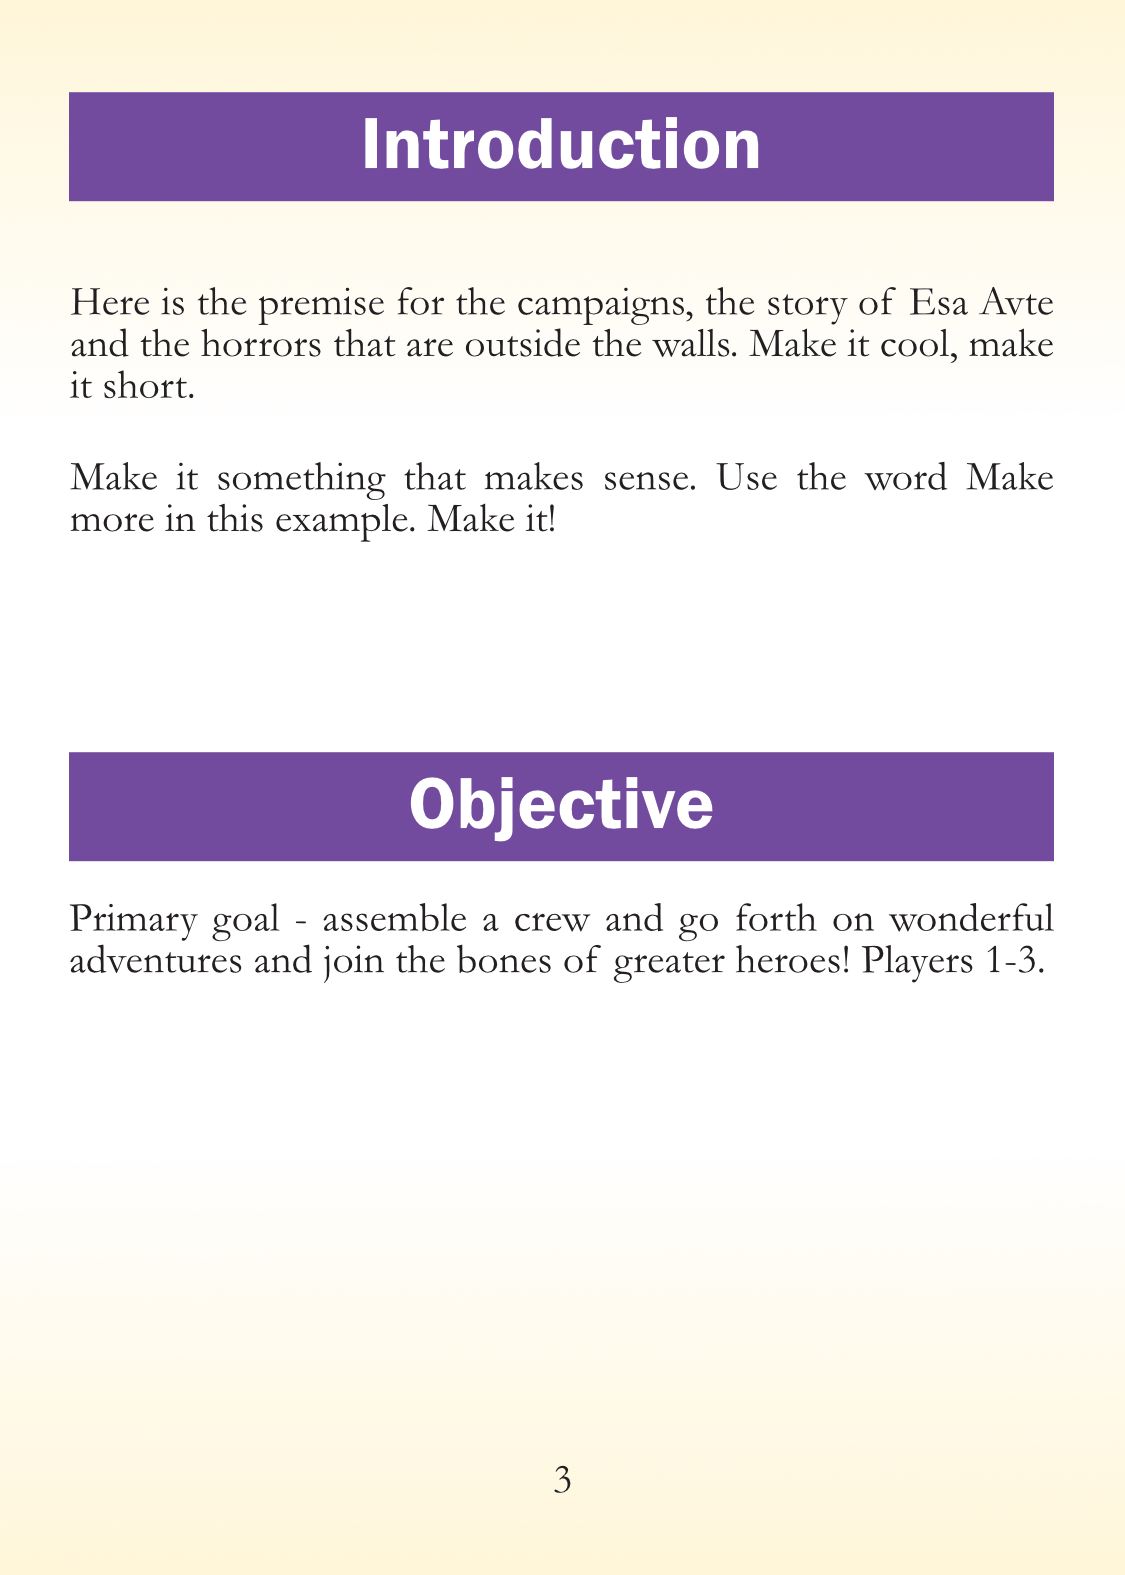 Introduction
Here is the premise for the campaigns, the story of Esa Avte
and the horrors that are outside the walls. Make it cool, make
it short.
Make it something that makes sense. Use the word Make
more in this example. Make it!
Objective
Primary goal - assemble a crew and go forth on wonderful
adventures and join the bones of greater heroes! Players 1-3.
3